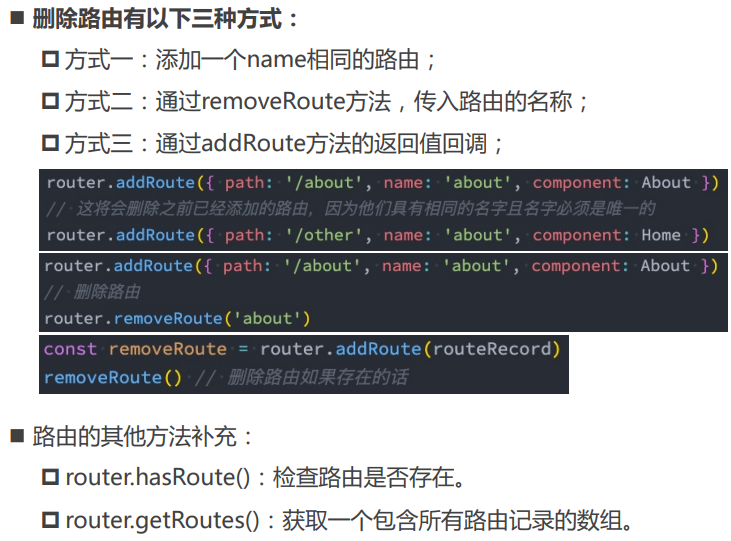 删除路由有以下三种方式：
方式一：添加一个name相同的路由；
方式二：通过removeRoute方法，传入路由的名称；
方式三：通过addRoute方法的返回值回调；
router.addRoute({ path: '/about', name: 'about', component: About })
// 这将会删除之前已经添加的路由，因为他们具有相同的名字且名字必须是唯一的
router.addRoute({ path: '/other', name: 'about', component: Home })
router.addRoute({ path: '/about', name: 'about', component: About })
// 删除路由
router.removeRoute('about')
const removeRoute = router.addRoute(routeRecord)
removeRoute() // 删除路由如果存在的话
路由的其他方法补充：
router.hasRoute()：检查路由是否存在。
router.getRoutes()：获取一个包含所有路由记录的数组。